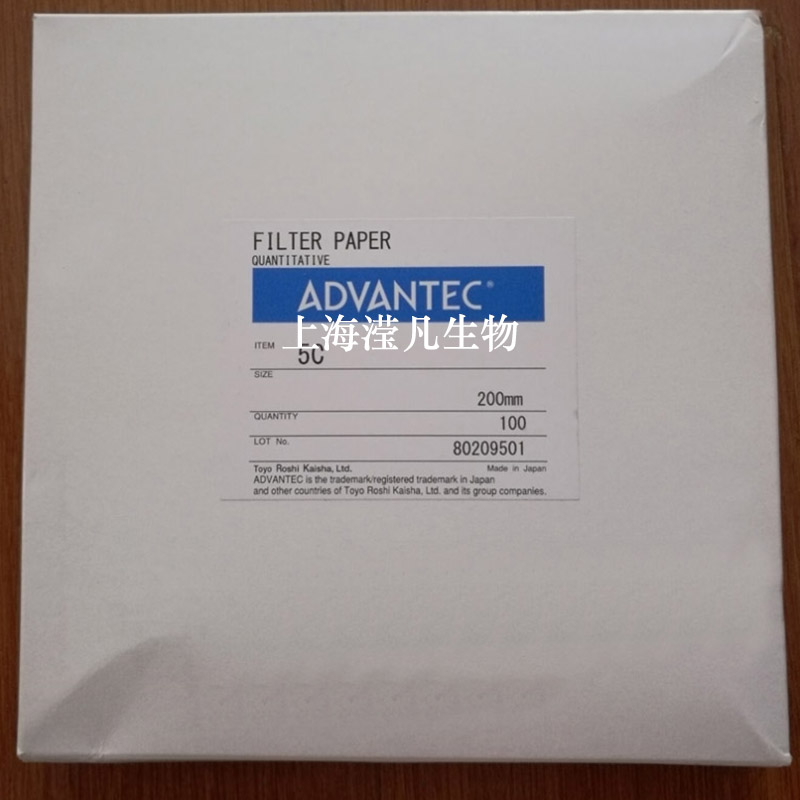 FILTER PAPER
QUANTITATIVE
ADVANTEC®
上海滢凡生物
ITEM 5C
SIZE
200mm
QUANTITY
100
LOT No.
80209501
Toyo Roshi Kaisha, Ltd. Made in Japan
ADVANTEC is the trademark/registered trademark in Japan
and other countries of Toyo Roshi Kaisha, Ltd. and its group companies.